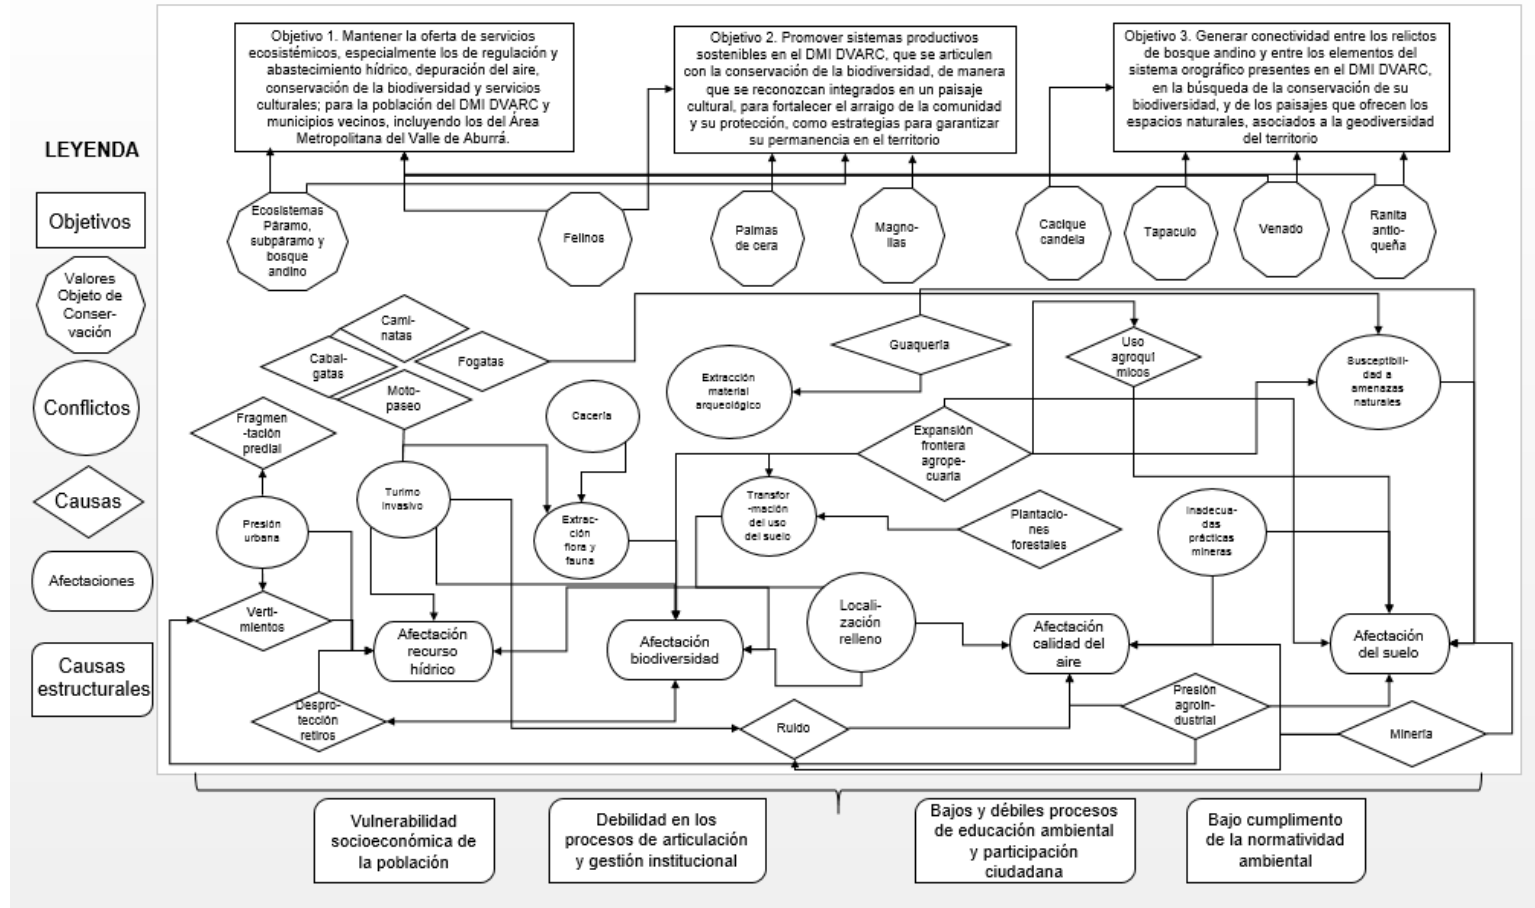 Objetivo 1. Mantener la oferta de servicios
ecosistémicos, especialmente los de regulación y
abastecimiento hídrico, depuración del aire,
conservación de la biodiversidad y servicios
culturales; para la población del DMI DVARC y
municipios vecinos, incluyendo los del Área
Metropolitana del Valle de Aburrá.
Objetivo 2. Promover sistemas productivos
sostenibles en el DMI DVARC, que se articulen
con la conservación de la biodiversidad, de manera
que se reconozcan integrados en un paisaje
cultural, para fortalecer el arraigo de la comunidad
y su protección, como estrategias para garantizar
su permanencia en el territorio
Objetivo 3. Generar conectividad entre los relictos
de bosque andino y entre los elementos del
sistema orográfico presentes en el DMI DVARC,
en la búsqueda de la conservación de su
biodiversidad, y de los paisajes que ofrecen los
espacios naturales, asociados a la geodiversidad
del territorio
LEYENDA
Objetivos
Valores
Objeto de
Conser-
vación
Conflictos
Causas
Afectaciones
Causas
estructurales
Ecosistemas
Páramo,
subpáramo y
bosque
andino
Felinos
Palmas
de cera
Magno-
lias
Cacique
candela
Tapaculo
Venado
Ranita
antio-
queña
Cami-
natas
Cabal-
gatas
Fogatas
Moto-
paseo
Guaquería
Uso
agroquí
micos
Susceptibili-
dad a
amenazas
naturales
Extracción
material
arqueológico
Cacería
Fragmen
-tación
predial
Expansión
frontera
agrope-
cuaria
Turimo
invasivo
Presión
urbana
Extrac-
ción
flora y
fauna
Transfor
-mación
del uso
del suelo
Plantacio-
nes
forestales
Inadecua-
das
prácticas
mineras
Verti-
mientos
Afectación
recurso
hídrico
Afectación
biodiversidad
Locali-
zación
relleno
Afectación
calidad del
aire
Afectación
del suelo
Despro-
tección
retiros
Ruido
Presión
agroin-
dustrial
Minería
Vulnerabilidad
socioeconómica de
la población
Debilidad en los
procesos de articulación
y gestión institucional
Bajos y débiles procesos
de educación ambiental
y participación
ciudadana
Bajo cumplimento
de la normatividad
ambiental